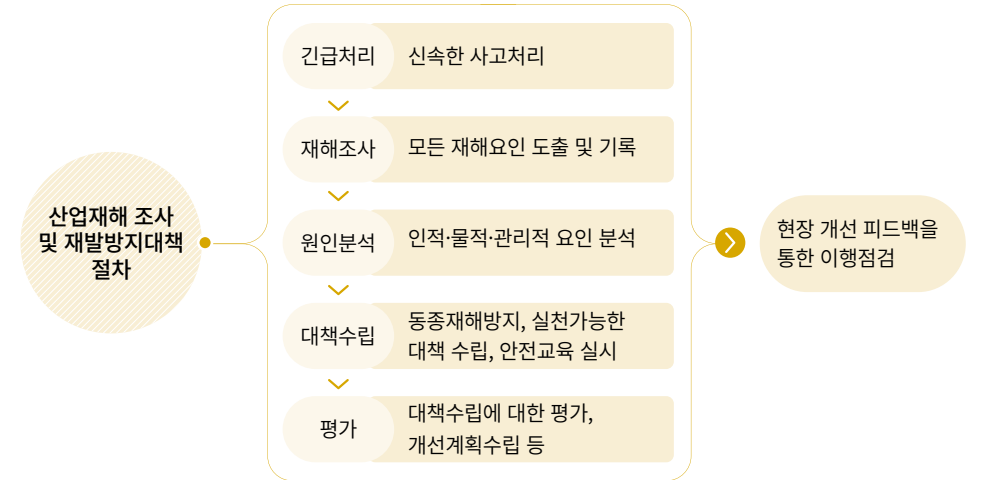 산업재해 조사
및 재발방지대책
절차
긴급처리
신속한 사고처리
재해조사
모든 재해요인 도출 및 기록
원인분석
인적·물적·관리적 요인 분석
대책수립
동종재해방지, 실천가능한
대책 수립, 안전교육 실시
평가
대책수립에 대한 평가,
개선계획수립 등
현장 개선 피드백을
통한 이행점검